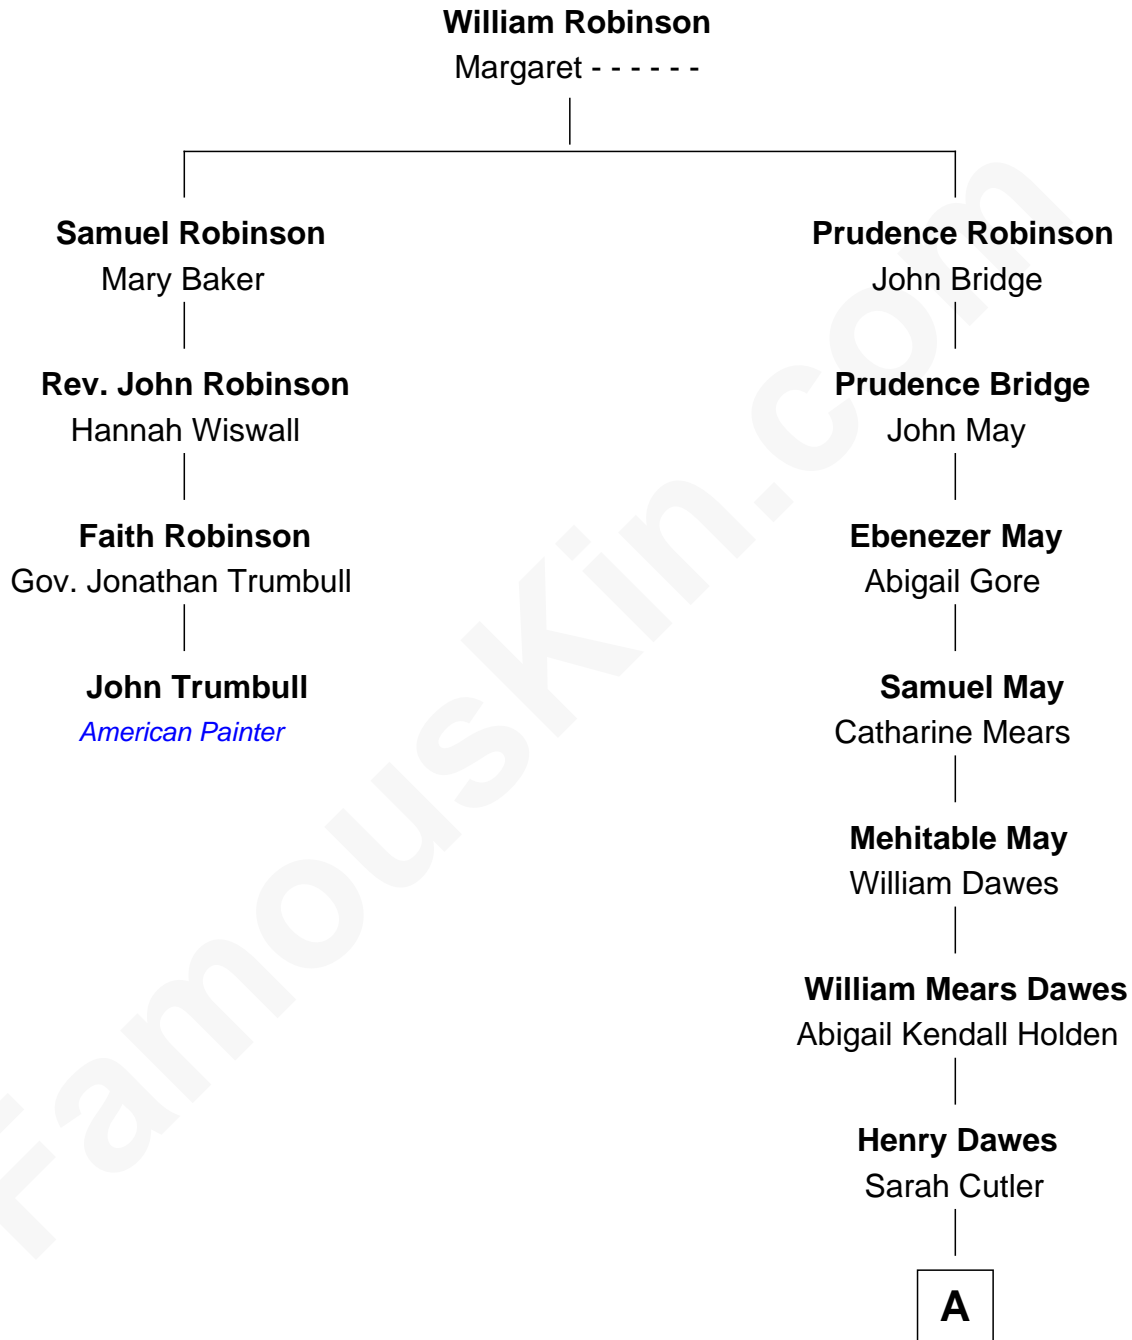 William Robinson
Margaret - - - - - -
Samuel Robinson
Mary Baker
Prudence Robinson
John Bridge
Rev. John Robinson
Hannah Wiswall
Prudence Bridge
John May
Faith Robinson
Gov. Jonathan Trumbull
Ebenezer May
Abigail Gore
John Trumbull
American Painter
Samuel May
Catharine Mears
Mehitable May
William Dawes
William Mears Dawes
Abigail Kendall Holden
Henry Dawes
Sarah Cutler
A
FamousKin.com